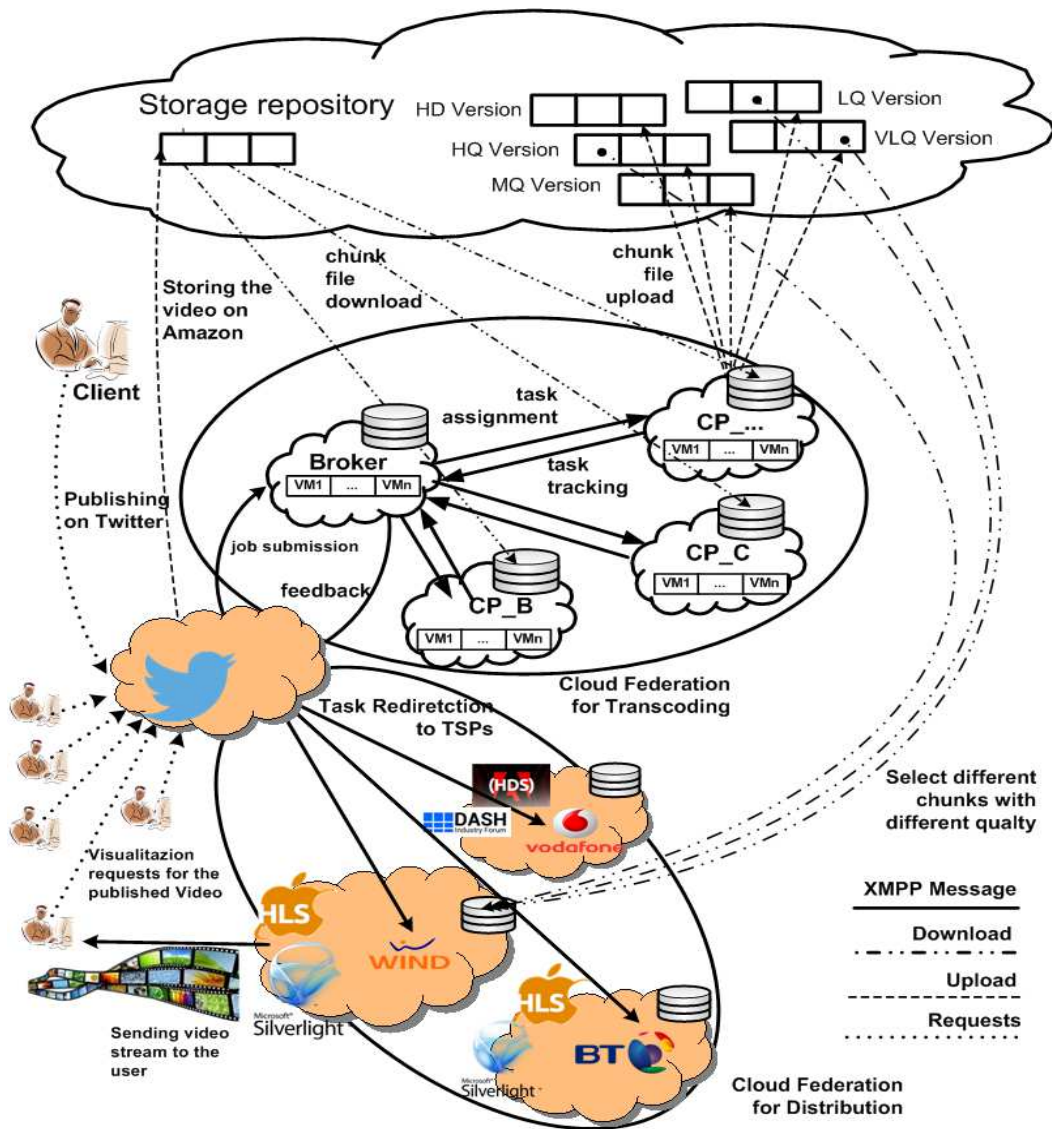 Storage repository
HD Version
HQ Version
MQ Version
LQ Version
VLQ Version
Storing the
video on
Amazon
chunk
file
download
chunk
file
upload
Client
Publishing
on Twitter
task
assignment
task
tracking
Broker
VM1 ... VMn
CP_...
VM1 ... VMn
CP_C
VM1 ... VMn
CP_B
VM1 ... VMn
job submission
feedback
Cloud Federation
for Transcoding
Task Rediretction
to TSPs
(HDS)
DASH
Industry Forum
vodafone
Select different
chunks with
different qualty
Visualitazion
requests for the
published Video
HLS
WIND
Microsoft®
Silverlight™
Sending video
stream to the
user
HLS
Microsoft®
Silverlight™
BT
XMPP Message
Download
Upload
Requests
Cloud Federation
for Distribution